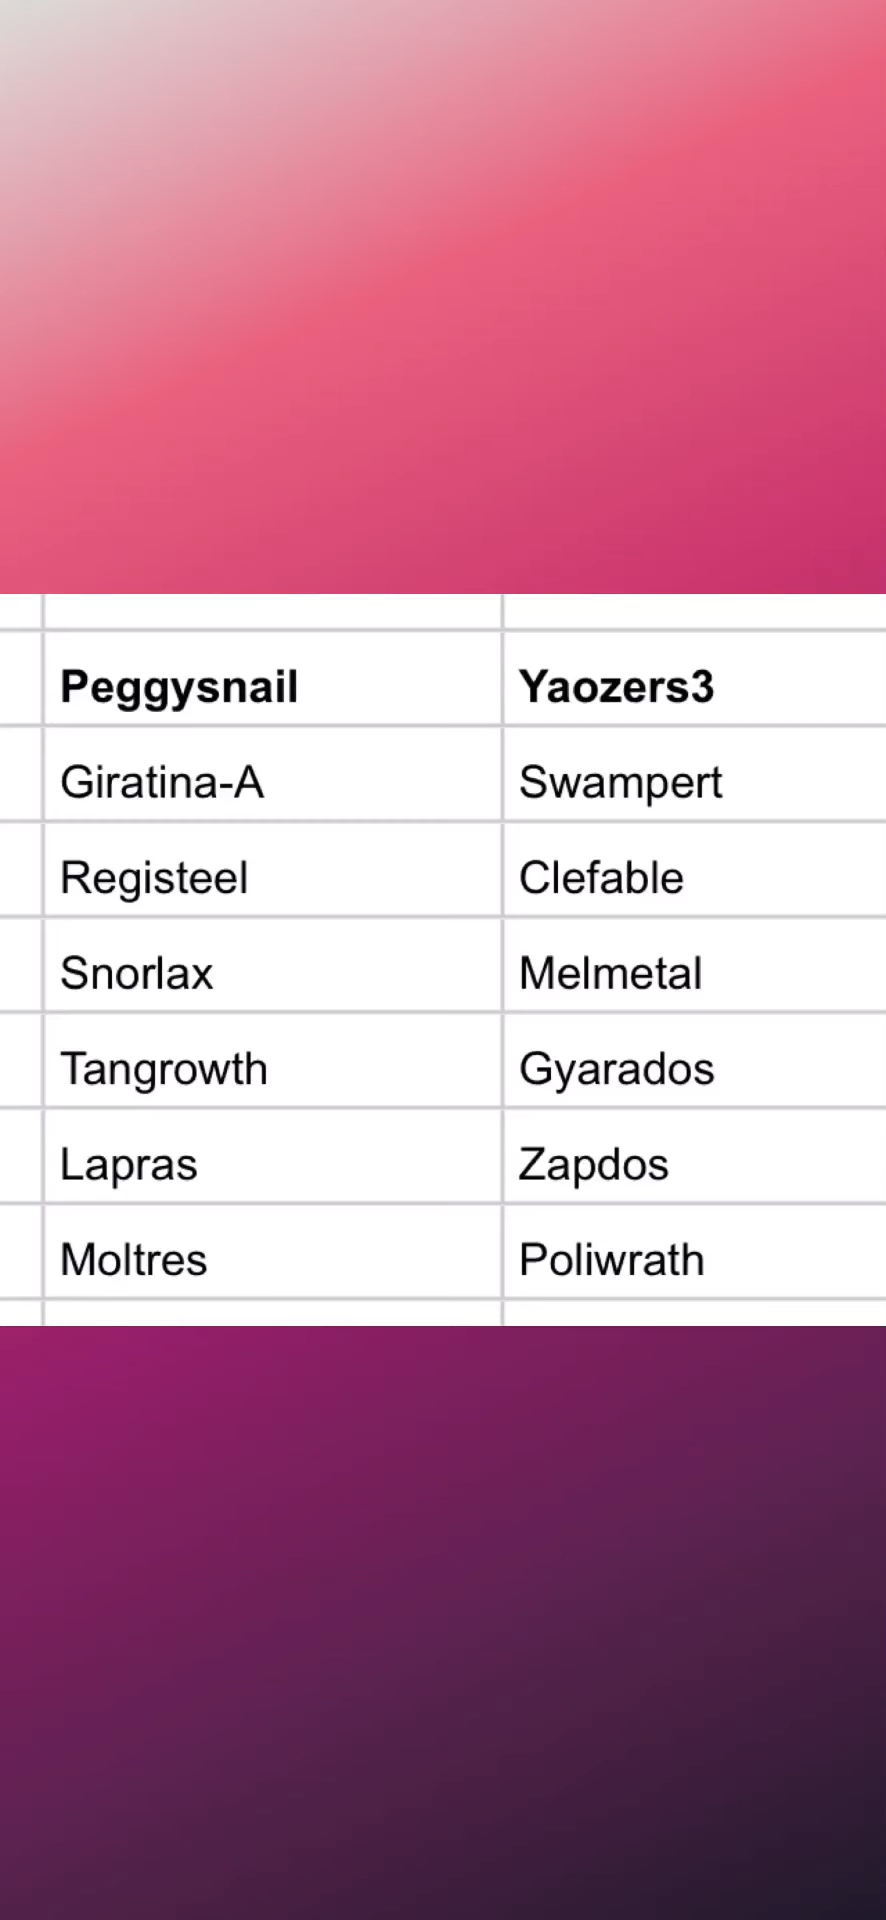 Peggysnail Yaozers3
Giratina-A Swampert
Registeel Clefable
Snorlax Melmetal
Tangrowth Gyarados
Lapras Zapdos
Moltres Poliwrath